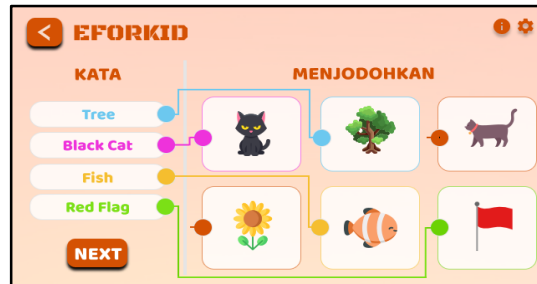 EFORKID
KATA
MENJODOHKAN
Tree
Black Cat
Fish
Red Flag
NEXT